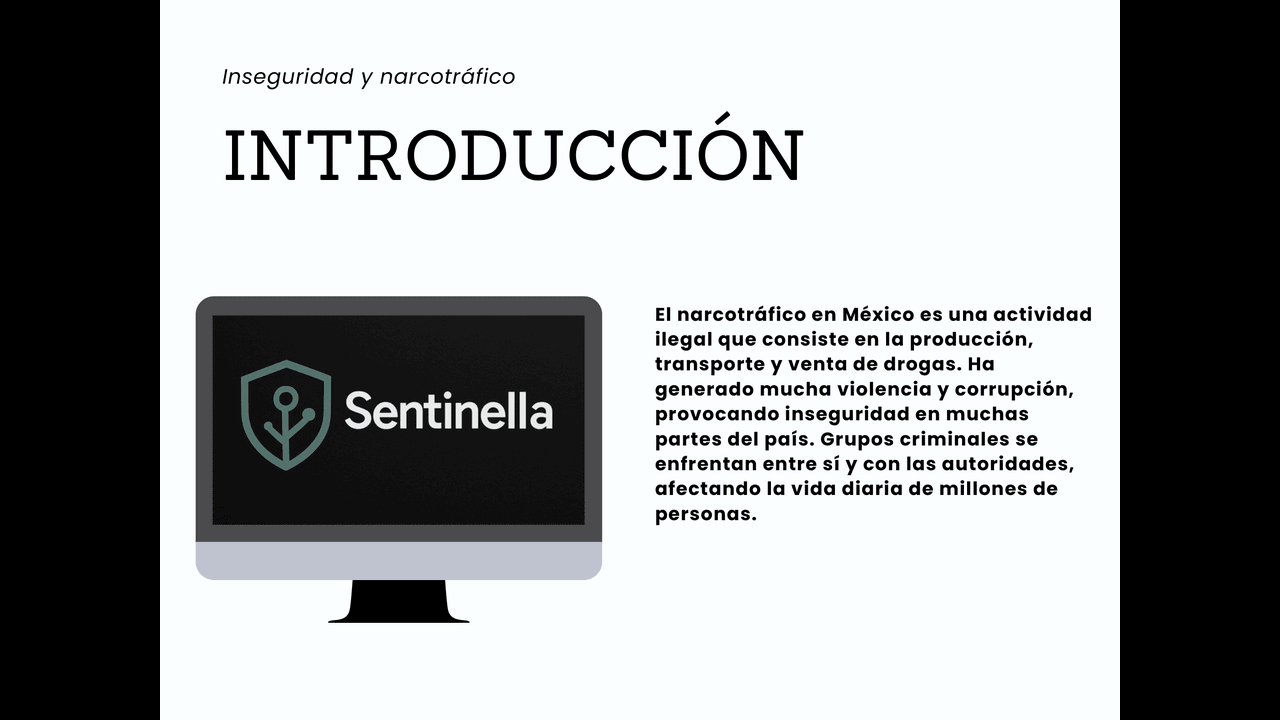 Inseguridad y narcotráfico
INTRODUCCIÓN
Sentinella
El narcotráfico en México es una actividad
ilegal que consiste en la producción,
transporte y venta de drogas. Ha
generado mucha violencia y corrupción,
provocando inseguridad en muchas
partes del país. Grupos criminales se
enfrentan entre sí y con las autoridades,
afectando la vida diaria de millones de
personas.